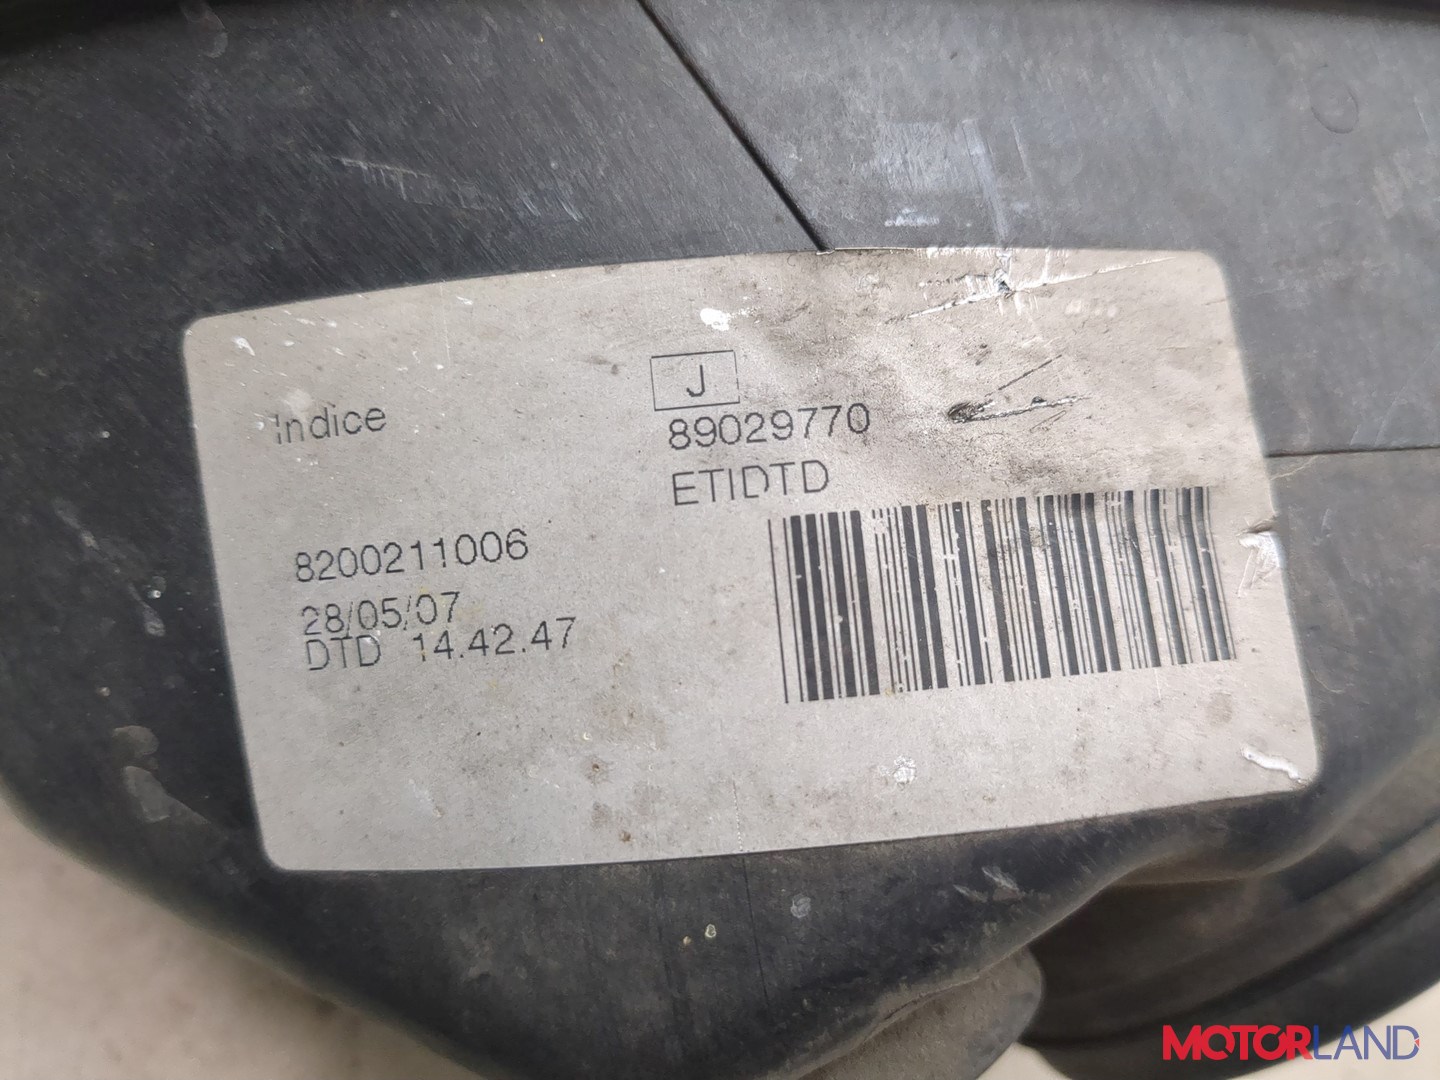 J
Indice
89029770
ETIDTD
8200211006
28/05/07
DTD 14.42.47
MOTORLAND